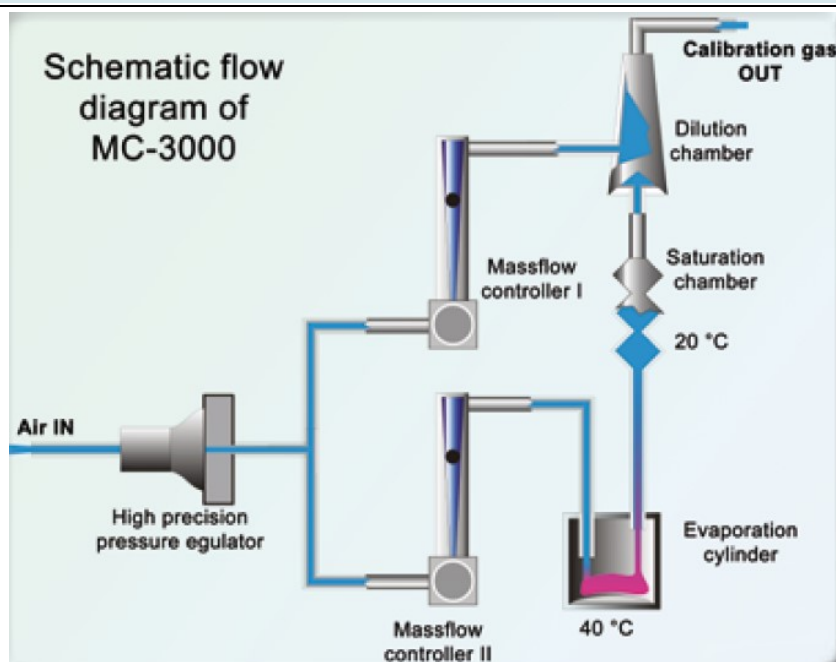 Schematic flow
diagram of
MC-3000
Calibration gas
OUT
Dilution
chamber
Massflow
controller I
Saturation
chamber
20 °C
Air IN
High precision
pressure egulator
Evaporation
cylinder
40 °C
Massflow
controller II